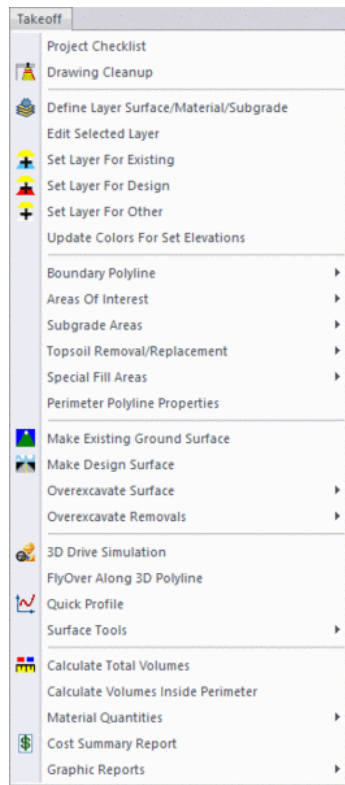 Takeoff
Project Checklist
Drawing Cleanup
Define Layer Surface/Material/Subgrade
Edit Selected Layer
Set Layer For Existing
Set Layer For Design
Set Layer For Other
Update Colors For Set Elevations
Boundary Polyline
Areas Of Interest
Subgrade Areas
Topsoil Removal/Replacement
Special Fill Areas
Perimeter Polyline Properties
Make Existing Ground Surface
Make Design Surface
Overexcavate Surface
Overexcavate Removals
3D Drive Simulation
FlyOver Along 3D Polyline
Quick Profile
Surface Tools
Calculate Total Volumes
Calculate Volumes Inside Perimeter
Material Quantities
$ Cost Summary Report
Graphic Reports